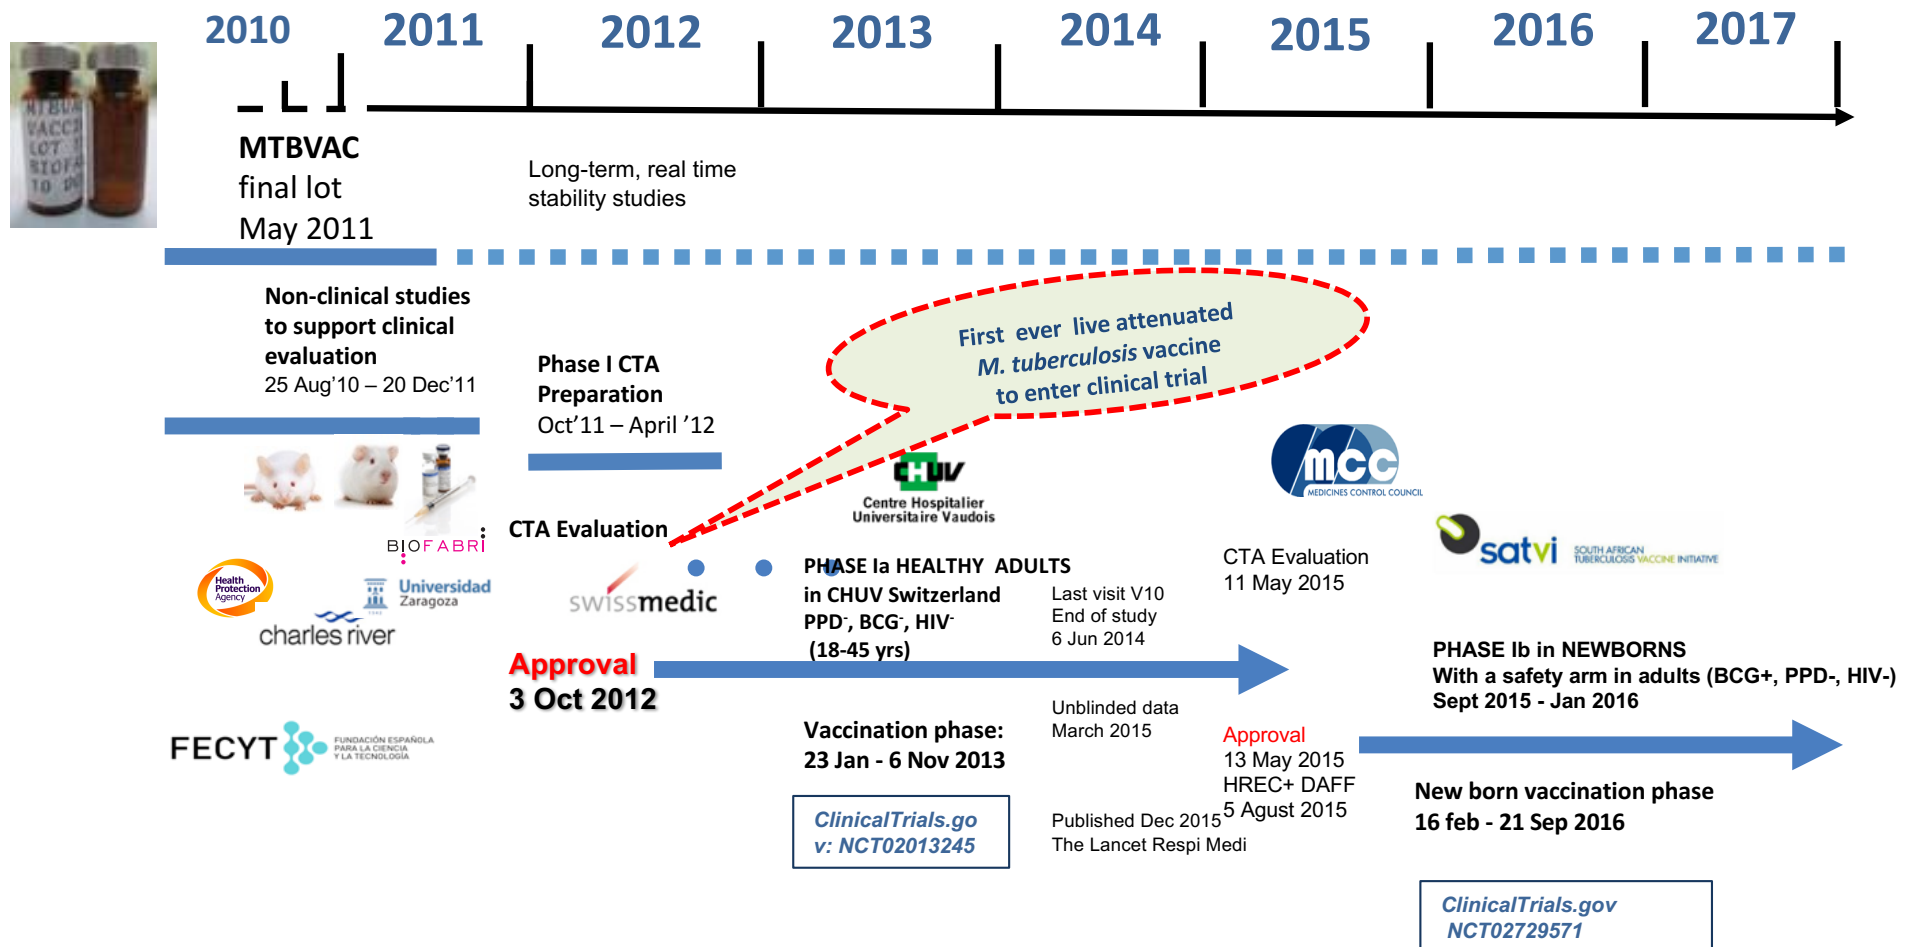 2010
2011
2012
2013
2014
2015
2016
2017
MTBVAC
final lot
May 2011
Long-term, real time
stability studies
Non-clinical studies
to support clinical
evaluation
25 Aug'10 – 20 Dec'11
Phase I CTA
Preparation
Oct'11 – April '12
First ever live attenuated
M. tuberculosis vaccine
to enter clinical trial
BIOFABRI
Health
Protection
Agency
Universidad
Zaragoza
charles river
FECYT
FUNDACIÓN ESPAÑOLA
PARA LA CIENCIA
Y LA TECNOLOGÍA
CTA Evaluation
swissmedic
Approval
3 Oct 2012
CHUV
Centre Hospitalier
Universitaire Vaudois
PHASE Ia HEALTHY ADULTS
in CHUV Switzerland
PPD⁻, BCG⁻, HIV⁻
(18-45 yrs)
Vaccination phase:
23 Jan - 6 Nov 2013
ClinicalTrials.go
v: NCT02013245
Last visit V10
End of study
6 Jun 2014
Unblinded data
March 2015
Published Dec 2015
The Lancet Respi Medi
mcc
MEDICINES CONTROL COUNCIL
CTA Evaluation
11 May 2015
Approval
13 May 2015
HREC+ DAFF
5 Agust 2015
satvi
SOUTH AFRICAN
TUBERCULOSIS VACCINE INITIATIVE
PHASE Ib in NEWBORNS
With a safety arm in adults (BCG+, PPD-, HIV-)
Sept 2015 - Jan 2016
New born vaccination phase
16 feb - 21 Sep 2016
ClinicalTrials.gov
NCT02729571